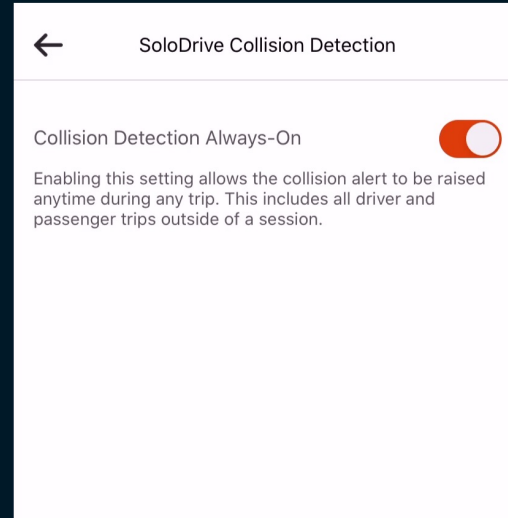 SoloDrive Collision Detection
Collision Detection Always-On
Enabling this setting allows the collision alert to be raised
anytime during any trip. This includes all driver and
passenger trips outside of a session.